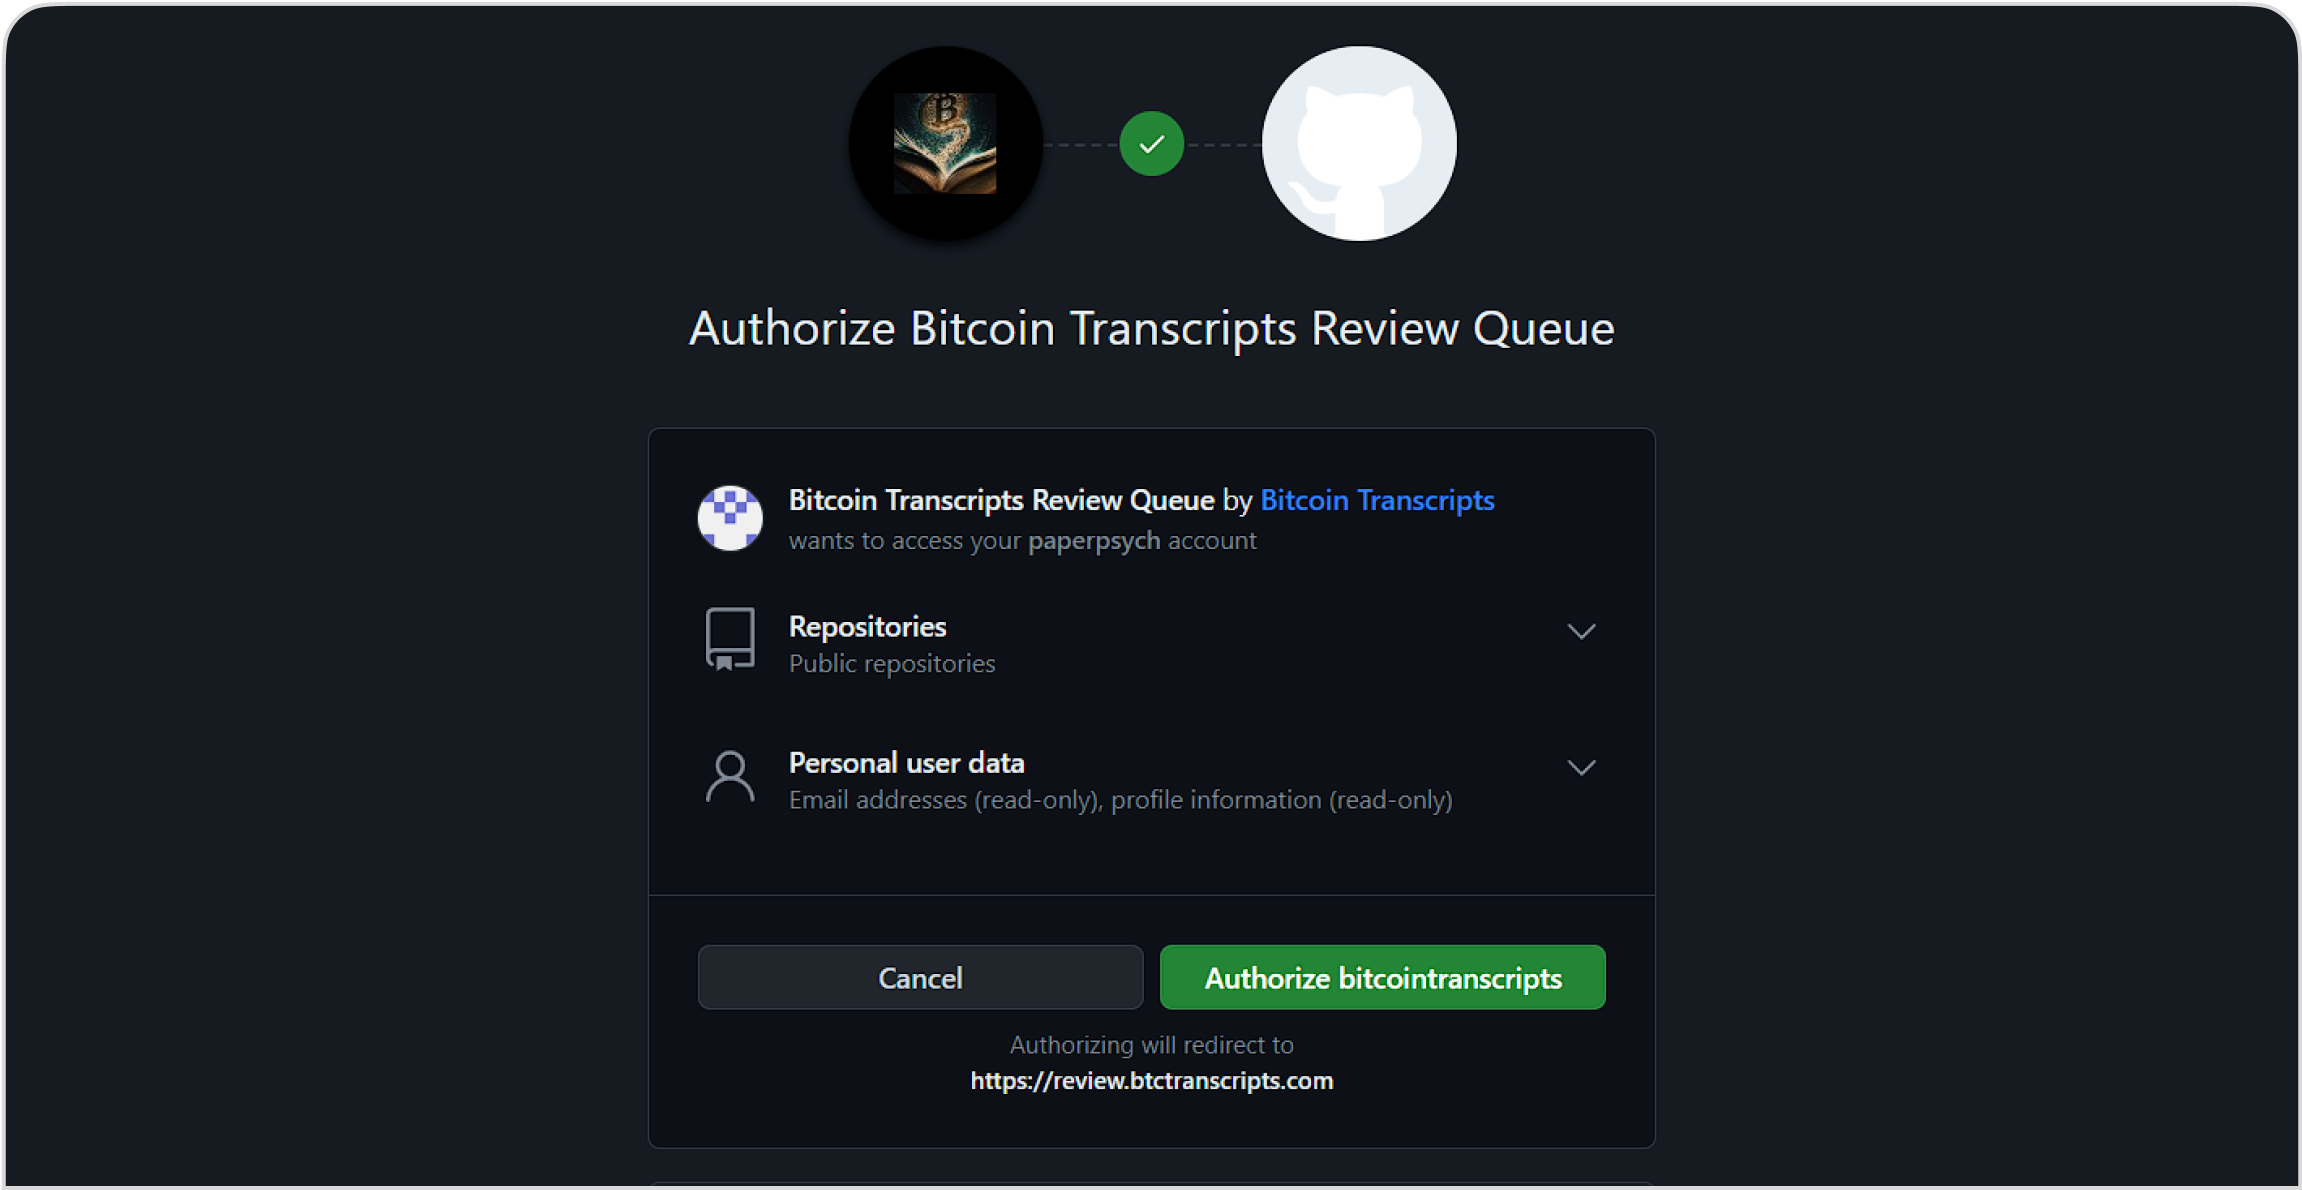 Authorize Bitcoin Transcripts Review Queue
Bitcoin Transcripts Review Queue by Bitcoin Transcripts
wants to access your paperpsych account
Repositories
Public repositories
Personal user data
Email addresses (read-only), profile information (read-only)
Cancel
Authorize bitcointranscripts
Authorizing will redirect to
https://review.btctranscripts.com